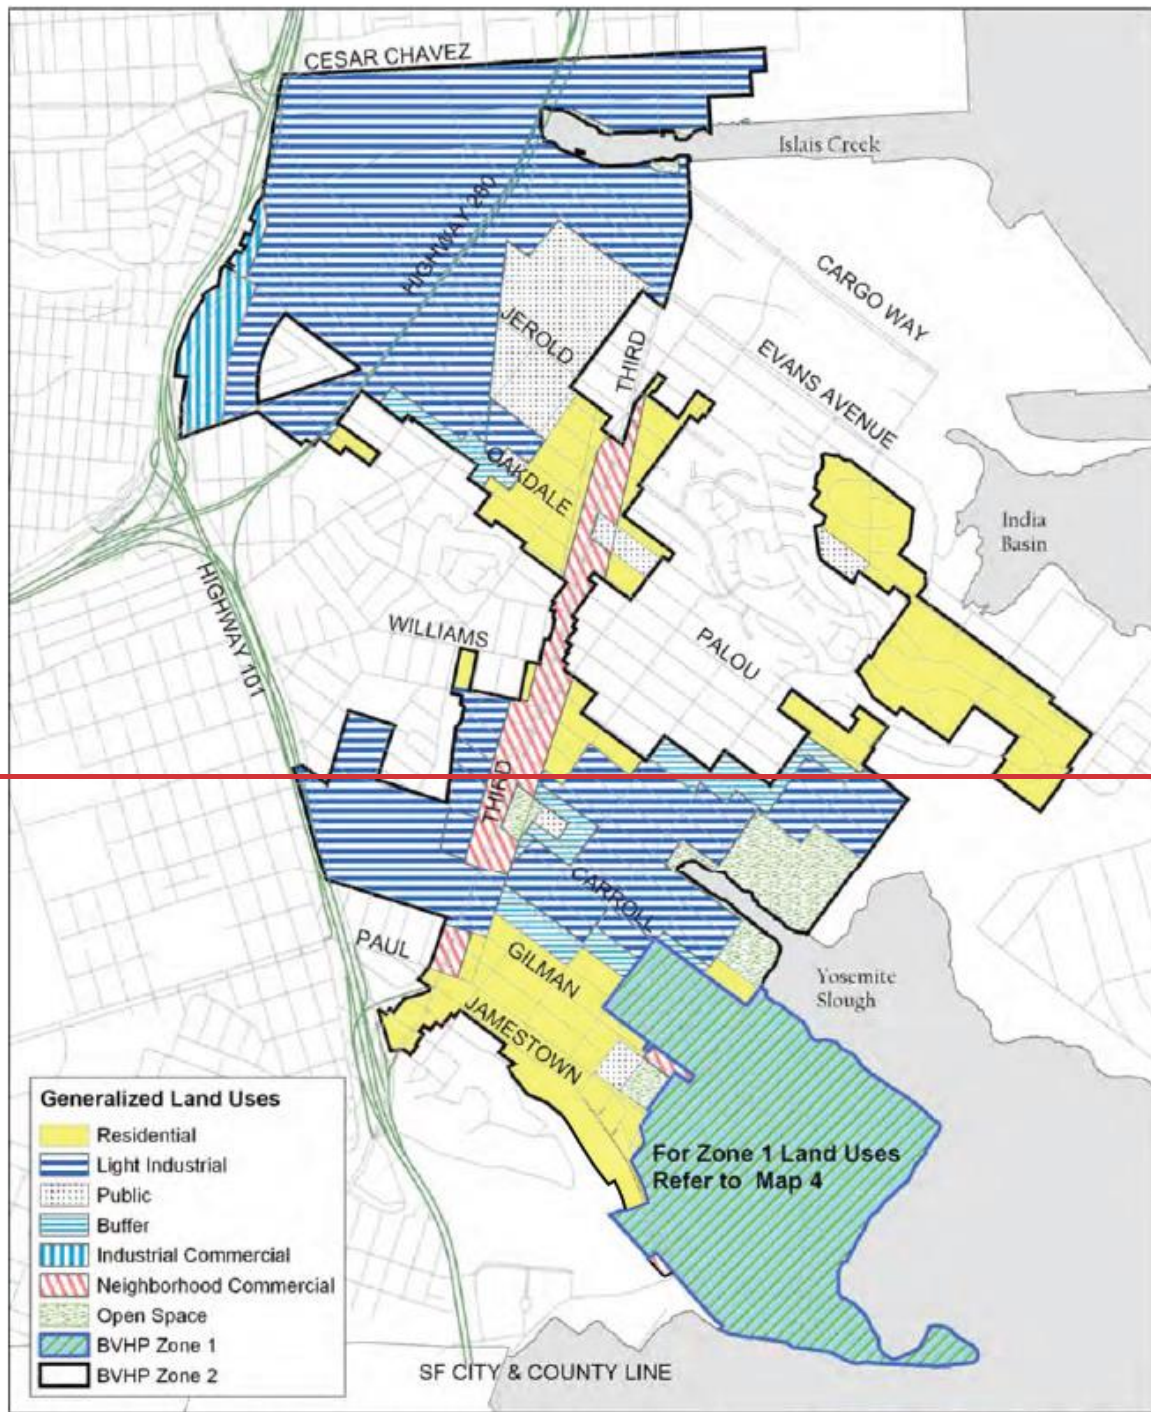 CESAR CHAVEZ
Islais Creek
HIGHWAY 280
CARGO WAY
JEROLD
THIRD
EVANS AVENUE
OAKDALE
India
Basin
HIGHWAY 101
WILLIAMS
PALOU
THIRD
CARROLL
PAUL
GILMAN
Yosemite
Slough
JAMESTOWN
For Zone 1 Land Uses
Refer to Map 4
Generalized Land Uses
Residential
Light Industrial
Public
Buffer
Industrial Commercial
Neighborhood Commercial
Open Space
BVHP Zone 1
BVHP Zone 2
SF CITY & COUNTY LINE